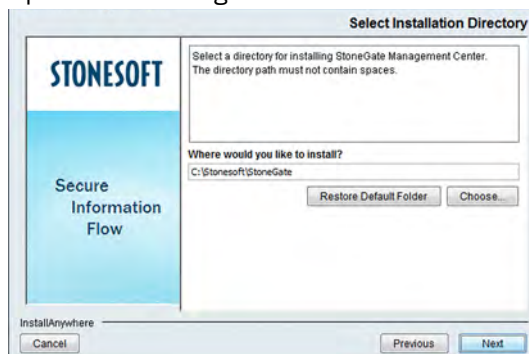 Select Installation Directory
STONESOFT
Select a directory for installing StoneGate Management Center.
The directory path must not contain spaces.
Where would you like to install?
C:\Stonesoft\StoneGate
Restore Default Folder
Choose...
Secure
Information
Flow
InstallAnywhere
Cancel
Previous
Next